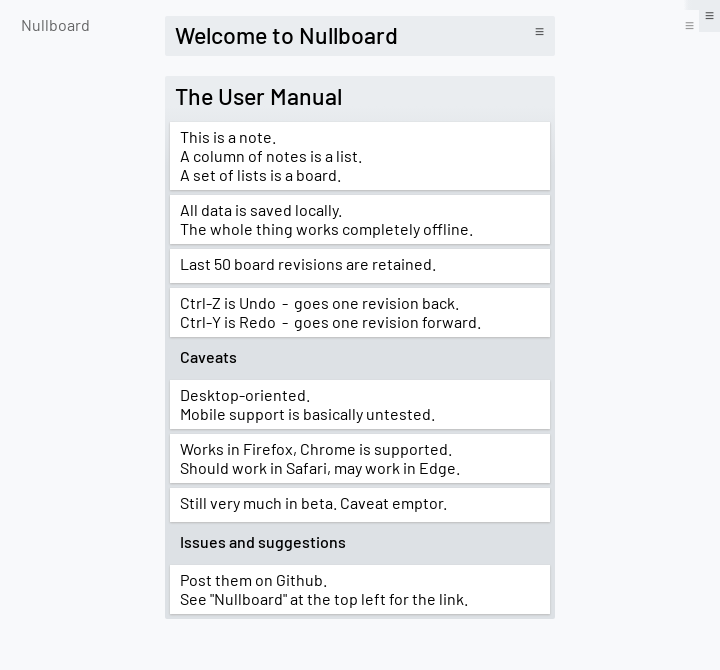 Nullboard
Welcome to Nullboard
The User Manual
This is a note.
A column of notes is a list.
A set of lists is a board.
All data is saved locally.
The whole thing works completely offline.
Last 50 board revisions are retained.
Ctrl-Z is Undo - goes one revision back.
Ctrl-Y is Redo - goes one revision forward.
Caveats
Desktop-oriented.
Mobile support is basically untested.
Works in Firefox, Chrome is supported.
Should work in Safari, may work in Edge.
Still very much in beta. Caveat emptor.
Issues and suggestions
Post them on Github.
See "Nullboard" at the top left for the link.